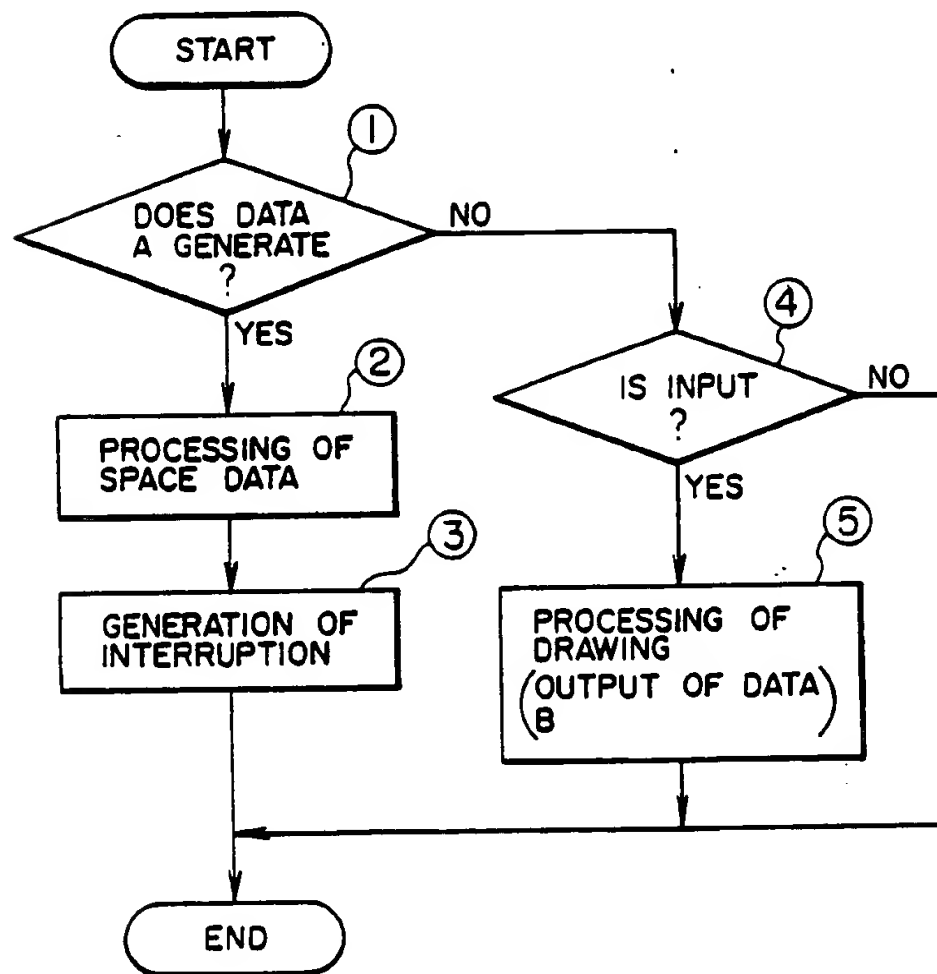 START
①
DOES DATA
A GENERATE
?
NO
YES
②
PROCESSING OF
SPACE DATA
③
GENERATION OF
INTERRUPTION
④
IS INPUT
?
NO
YES
⑤
PROCESSING OF
DRAWING
(OUTPUT OF DATA
B)
END